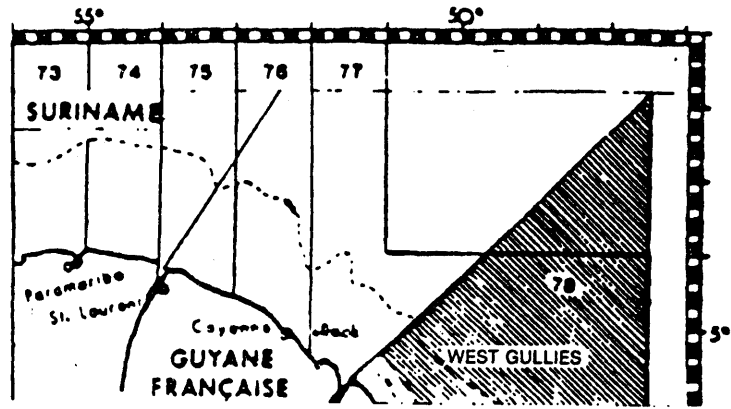 55° 50°
73 74 75 76 77
SURINAME
Paramaribo
St. Laurent
Cayenne
78
5°
WEST GULLIES
GUYANE
FRANÇAISE